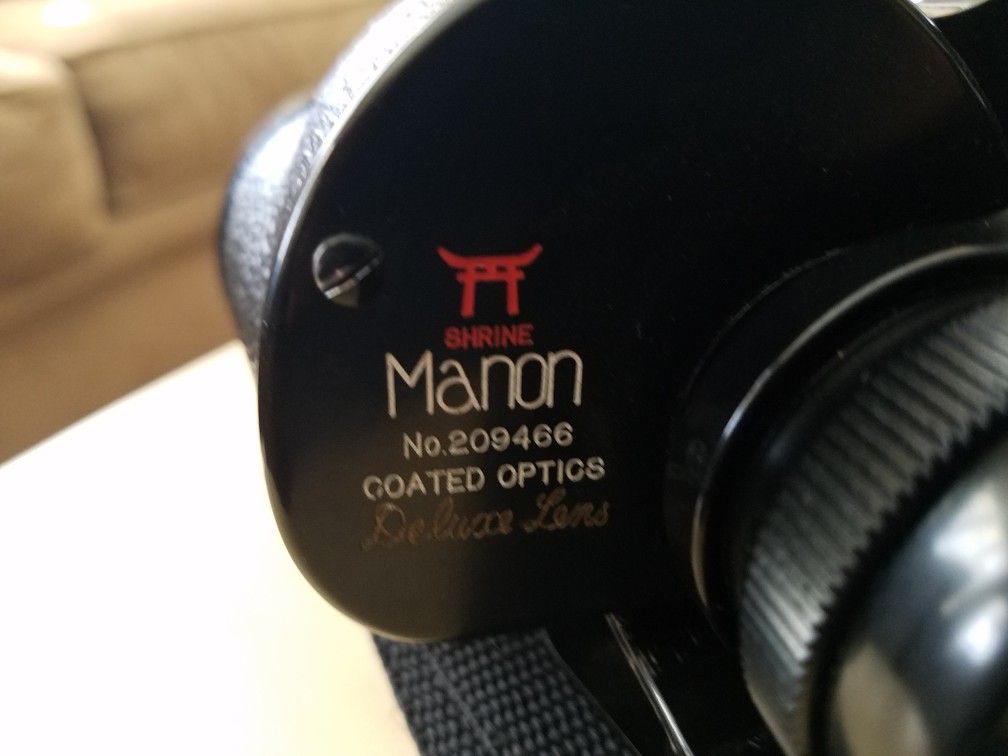 SHRINE
Manon
No.209466
COATED OPTICS
Deluxe Lens